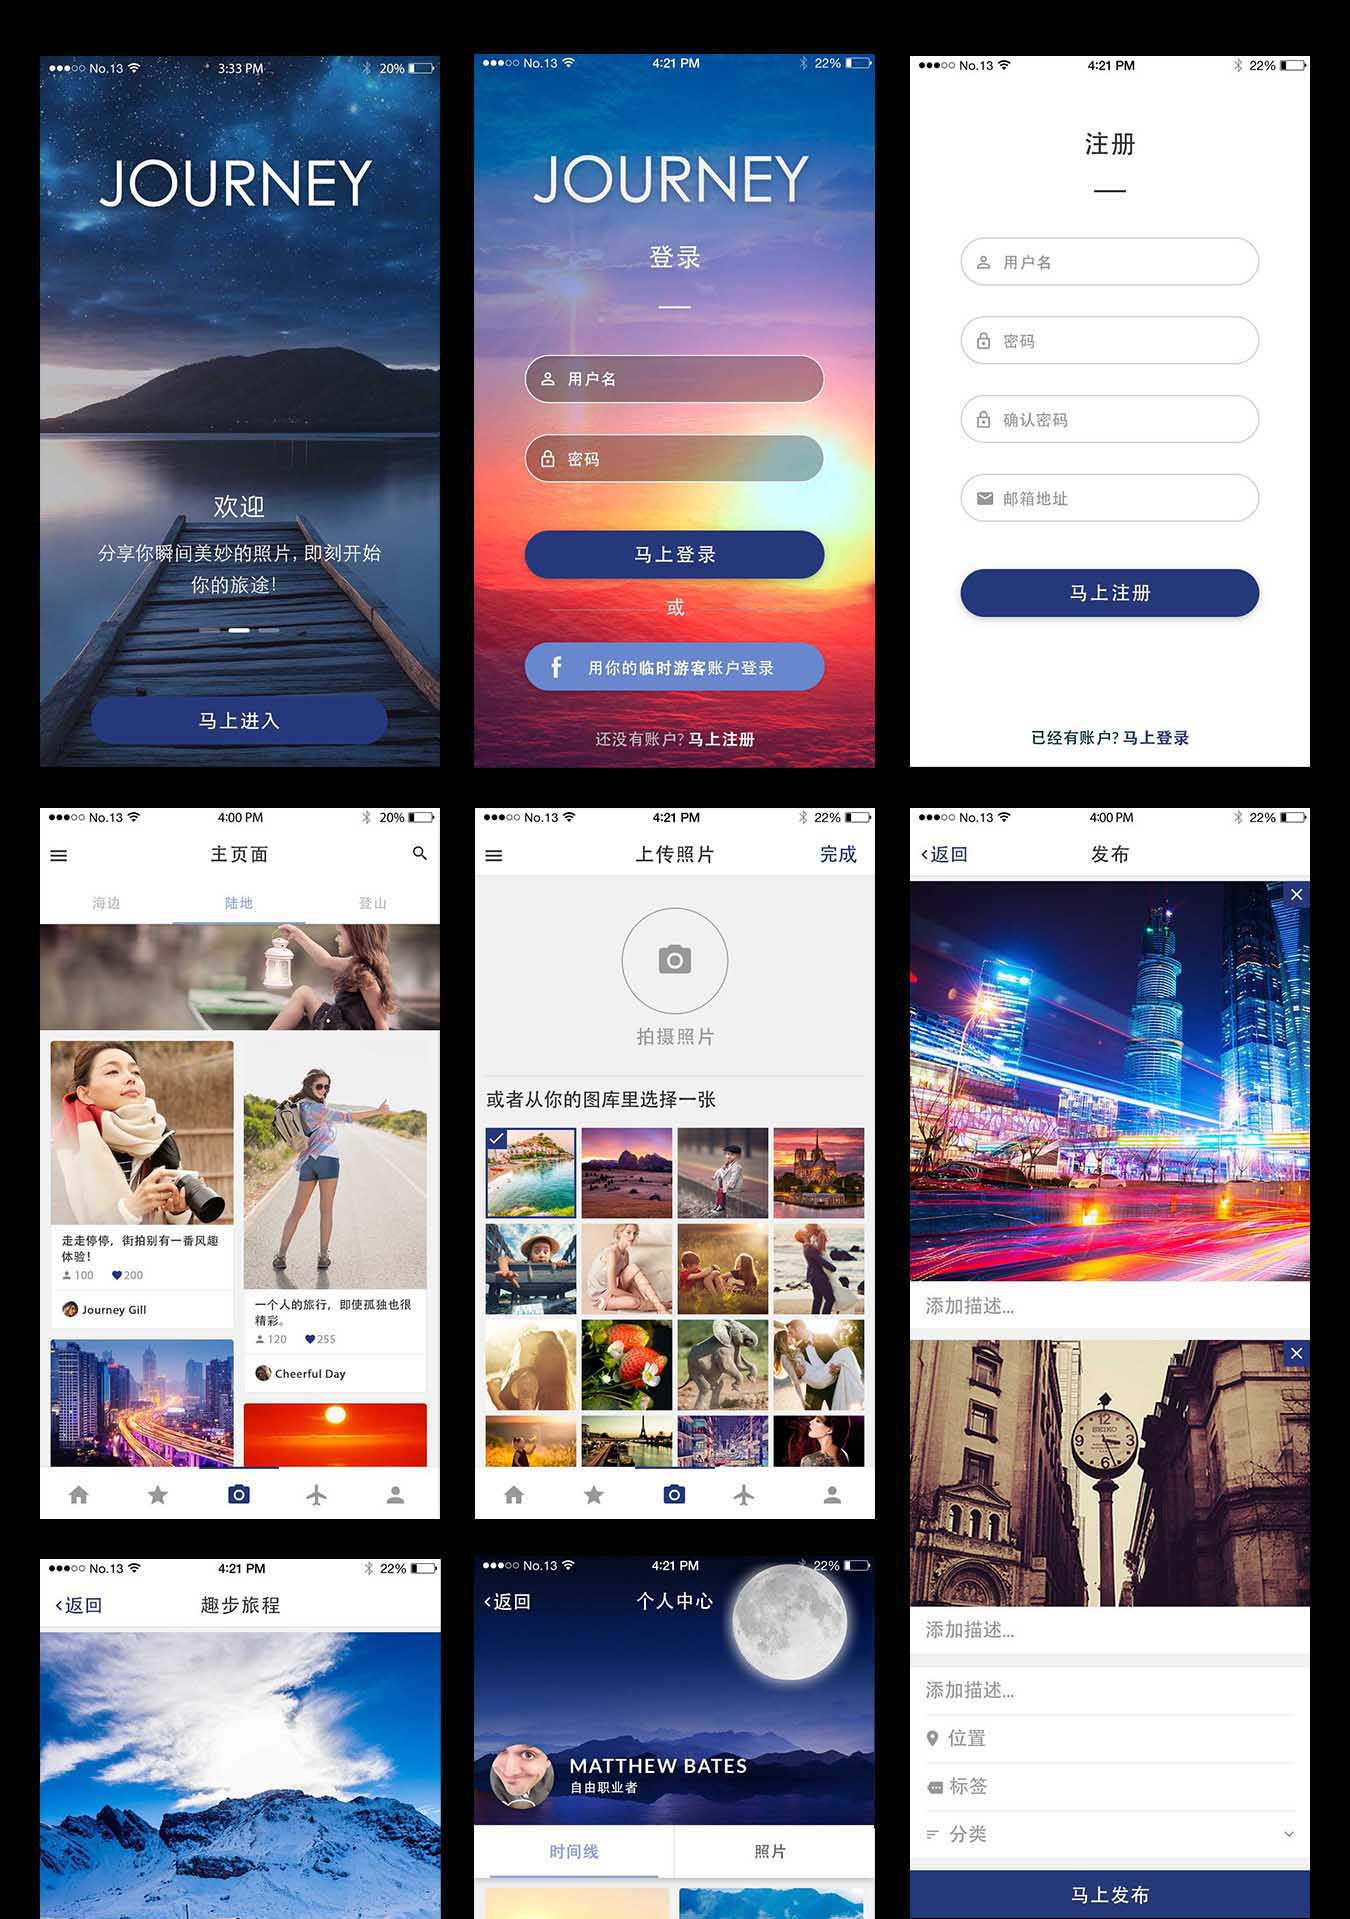 No.13 3:33 PM 20%
JOURNEY
欢迎
分享你瞬间美妙的照片, 即刻开始
你的旅途!
马上进入
No.13 4:21 PM 22%
JOURNEY
登录
用户名
密码
马上登录
或
f 用你的临时游客账户登录
还没有账户? 马上注册
No.13 4:21 PM 22%
注册
用户名
密码
确认密码
邮箱地址
马上注册
已经有账户? 马上登录
No.13 4:00 PM 20%
主页面
海边 陆地 登山
走走停停, 街拍别有一番风趣
体验!
100 200
Journey Gill
一个人的旅行, 即使孤独也很
精彩。
120 255
Cheerful Day
No.13 4:21 PM 22%
上传照片 完成
拍摄照片
或者从你的图库里选择一张
No.13 4:00 PM 22%
返回 发布
添加描述...
12
SEIKO
9 3
6
添加描述...
添加描述...
位置
标签
分类
马上发布
No.13 4:21 PM 22%
返回 趣步旅程
No.13 4:21 PM 22%
返回 个人中心
MATTHEW BATES
自由职业者
时间线 照片